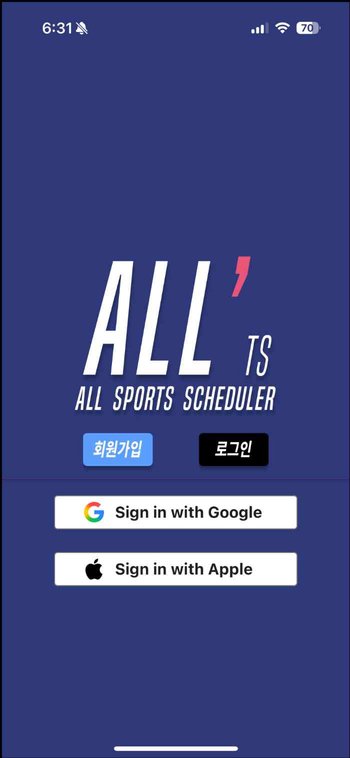 6:31
70
ALL'
TS
ALL SPORTS SCHEDULER
회원가입 로그인
Sign in with Google
Sign in with Apple